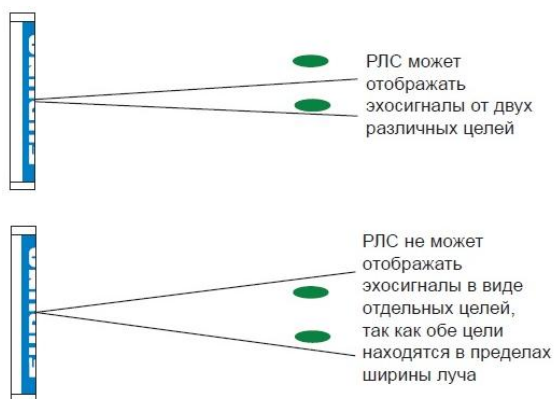 РЛС может
отображать
эхосигналы от двух
различных целей
РЛС не может
отображать
эхосигналы в виде
отдельных целей,
так как обе цели
находятся в пределах
ширины луча